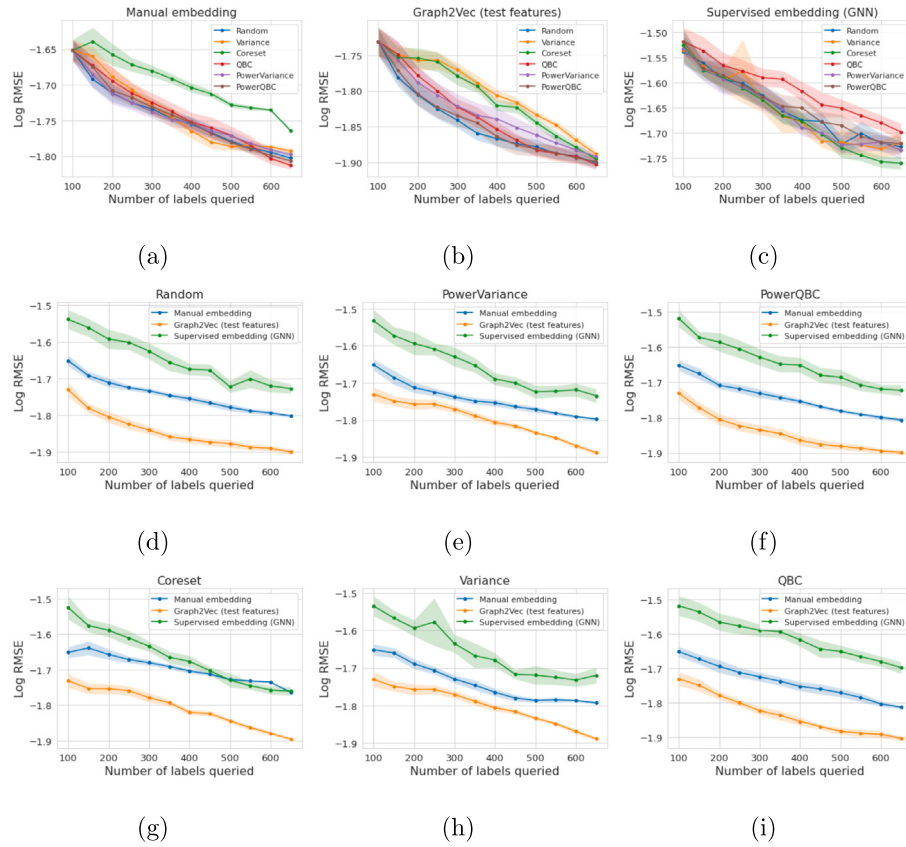 Manual embedding
Log RMSE
−1.65
−1.70
−1.75
−1.80
Random
Variance
Coreset
QBC
PowerVariance
PowerQBC
100 200 300 400 500 600
Number of labels queried
(a)
Graph2Vec (test features)
Log RMSE
−1.75
−1.80
−1.85
−1.90
Random
Variance
Coreset
QBC
PowerVariance
PowerQBC
100 200 300 400 500 600
Number of labels queried
(b)
Supervised embedding (GNN)
Log RMSE
−1.50
−1.55
−1.60
−1.65
−1.70
−1.75
Random
Variance
Coreset
QBC
PowerVariance
PowerQBC
100 200 300 400 500 600
Number of labels queried
(c)
Random
Log RMSE
−1.5
−1.6
−1.7
−1.8
−1.9
Manual embedding
Graph2Vec (test features)
Supervised embedding (GNN)
100 200 300 400 500 600
Number of labels queried
(d)
PowerVariance
Log RMSE
−1.5
−1.6
−1.7
−1.8
−1.9
Manual embedding
Graph2Vec (test features)
Supervised embedding (GNN)
100 200 300 400 500 600
Number of labels queried
(e)
PowerQBC
Log RMSE
−1.5
−1.6
−1.7
−1.8
−1.9
Manual embedding
Graph2Vec (test features)
Supervised embedding (GNN)
100 200 300 400 500 600
Number of labels queried
(f)
Coreset
Log RMSE
−1.5
−1.6
−1.7
−1.8
−1.9
Manual embedding
Graph2Vec (test features)
Supervised embedding (GNN)
100 200 300 400 500 600
Number of labels queried
(g)
Variance
Log RMSE
−1.5
−1.6
−1.7
−1.8
−1.9
Manual embedding
Graph2Vec (test features)
Supervised embedding (GNN)
100 200 300 400 500 600
Number of labels queried
(h)
QBC
Log RMSE
−1.5
−1.6
−1.7
−1.8
−1.9
Manual embedding
Graph2Vec (test features)
Supervised embedding (GNN)
100 200 300 400 500 600
Number of labels queried
(i)